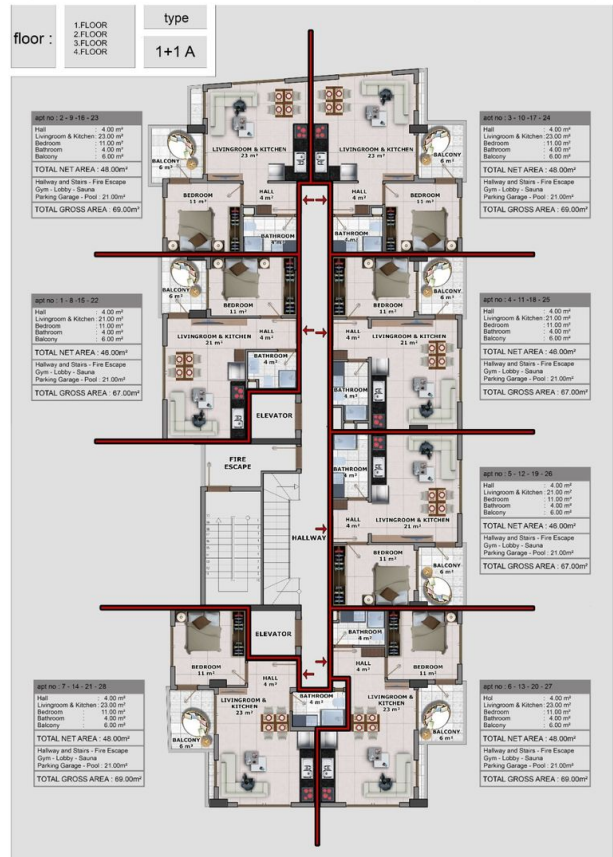 floor :
1.FLOOR
2.FLOOR
3.FLOOR
4.FLOOR
type
1+1 A
apt no : 2 - 9 -16 - 23
Hall : 4.00 m²
Livingroom & Kitchen : 23.00 m²
Bedroom : 11.00 m²
Bathroom : 4.00 m²
Balcony : 6.00 m²
TOTAL NET AREA : 48.00m²
Hallway and Stairs - Fire Escape
Gym - Lobby - Sauna
Parking Garage - Pool : 21.00m²
TOTAL GROSS AREA : 69.00m²
apt no : 3 - 10 - 17 - 24
Hall : 4.00 m²
Livingroom & Kitchen : 23.00 m²
Bedroom : 11.00 m²
Bathroom : 4.00 m²
Balcony : 6.00 m²
TOTAL NET AREA : 48.00m²
Hallway and Stairs - Fire Escape
Gym - Lobby - Sauna
Parking Garage - Pool : 21.00m²
TOTAL GROSS AREA : 69.00m²
LIVINGROOM & KITCHEN
23 m²
LIVINGROOM & KITCHEN
23 m²
BALCONY
6 m²
BALCONY
6 m²
BEDROOM
11 m²
HALL
4 m²
HALL
4 m²
BEDROOM
11 m²
BATHROOM
4 m²
BATHROOM
4 m²
apt no : 1 - 8 -15 - 22
Hall : 4.00 m²
Livingroom & Kitchen : 21.00 m²
Bedroom : 11.00 m²
Bathroom : 4.00 m²
Balcony : 6.00 m²
TOTAL NET AREA : 46.00m²
Hallway and Stairs - Fire Escape
Gym - Lobby - Sauna
Parking Garage - Pool : 21.00m²
TOTAL GROSS AREA : 67.00m²
apt no : 4 - 11 -18 - 25
Hall : 4.00 m²
Livingroom & Kitchen : 21.00 m²
Bedroom : 11.00 m²
Bathroom : 4.00 m²
Balcony : 6.00 m²
TOTAL NET AREA : 46.00m²
Hallway and Stairs - Fire Escape
Gym - Lobby - Sauna
Parking Garage - Pool : 21.00m²
TOTAL GROSS AREA : 67.00m²
BALCONY
6 m²
BEDROOM
11 m²
BEDROOM
11 m²
BALCONY
6 m²
LIVINGROOM & KITCHEN
21 m²
HALL
4 m²
HALL
4 m²
LIVINGROOM & KITCHEN
21 m²
BATHROOM
4 m²
BATHROOM
4 m²
ELEVATOR
FIRE
ESCAPE
BATHROOM
4 m²
HALL
4 m²
LIVINGROOM & KITCHEN
21 m²
HALLWAY
BEDROOM
11 m²
BALCONY
6 m²
apt no : 5 - 12 - 19 - 26
Hall : 4.00 m²
Livingroom & Kitchen : 21.00 m²
Bedroom : 11.00 m²
Bathroom : 4.00 m²
Balcony : 6.00 m²
TOTAL NET AREA : 46.00m²
Hallway and Stairs - Fire Escape
Gym - Lobby - Sauna
Parking Garage - Pool : 21.00m²
TOTAL GROSS AREA : 67.00m²
ELEVATOR
BATHROOM
4 m²
BEDROOM
11 m²
HALL
4 m²
HALL
4 m²
BEDROOM
11 m²
BATHROOM
4 m²
LIVINGROOM &
KITCHEN
23 m²
LIVINGROOM &
KITCHEN
23 m²
BALCONY
6 m²
BALCONY
6 m²
apt no : 7 - 14 - 21 - 28
Hall : 4.00 m²
Livingroom & Kitchen : 23.00 m²
Bedroom : 11.00 m²
Bathroom : 4.00 m²
Balcony : 6.00 m²
TOTAL NET AREA : 48.00m²
Hallway and Stairs - Fire Escape
Gym - Lobby - Sauna
Parking Garage - Pool : 21.00m²
TOTAL GROSS AREA : 69.00m²
apt no : 6 - 13 - 20 - 27
Hol : 4.00 m²
Livingroom & Kitchen : 23.00 m²
Bedroom : 11.00 m²
Bathroom : 4.00 m²
Balcony : 6.00 m²
TOTAL NET AREA : 48.00m²
Hallway and Stairs - Fire Escape
Gym - Lobby - Sauna
Parking Garage - Pool : 21.00m²
TOTAL GROSS AREA : 69.00m²